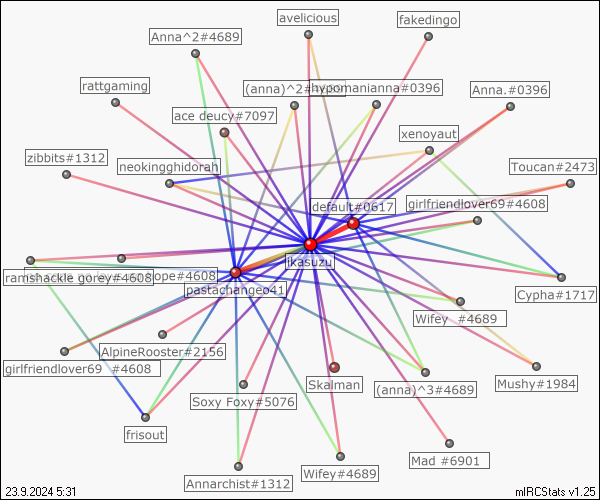 avelicious
fakedingo
Anna^2#4689
rattgaming
(anna)^2#
hypomanianna#0396
Anna.#0396
ace deucy#7097
xenoyaut
zibbits#1312
neokingghidorah
Toucan#2473
default#0617
girlfriendlover69#4608
ikasuzu
ramshackle gorey#4608
ope#4608
pastachange041
Cypha#1717
Wifey #4689
AlpineRooster#2156
girlfriendlover69 #4608
Skalman
(anna)^3#4689
Mushy#1984
Soxy Foxy#5076
frisout
Mad #6901
Wifey#4689
Annarchist#1312
23.9.2024 5:31
mIRCStats v1.25